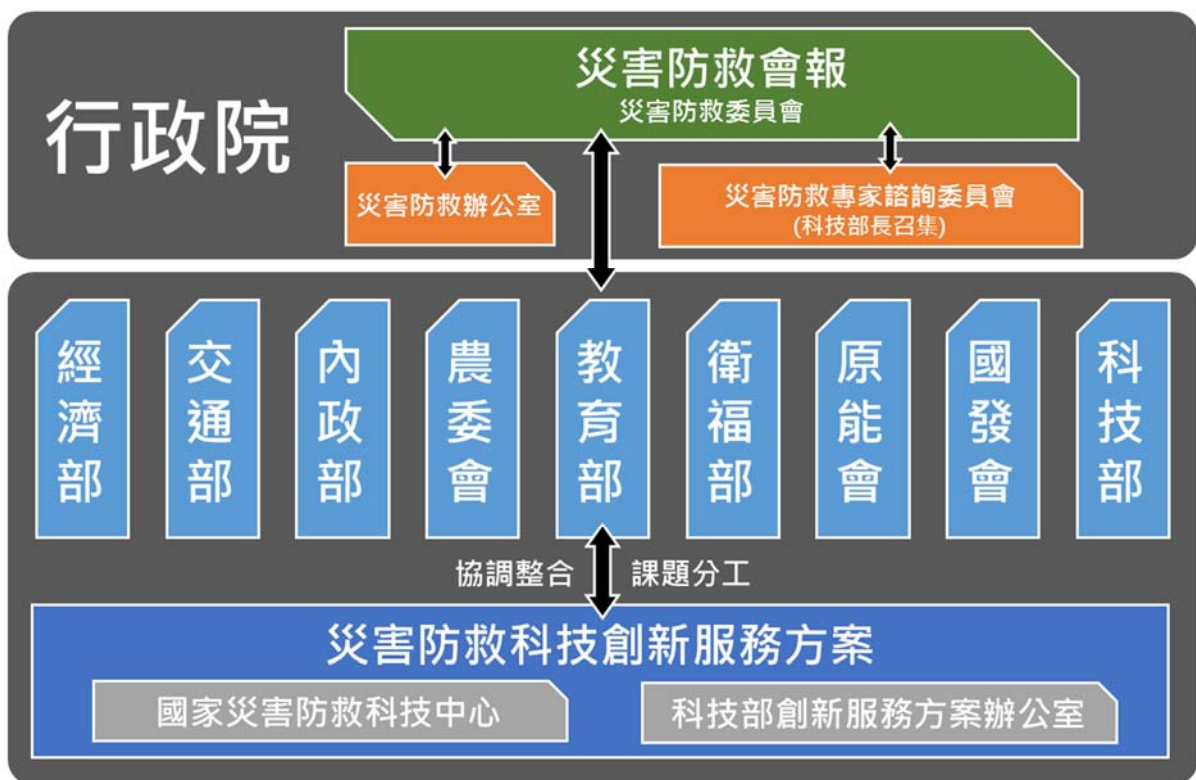 行政院
災害防救會報
災害防救委員會
災害防救辦公室
災害防救專家諮詢委員會
(科技部長召集)
經濟部
交通部
內政部
農委會
教育部
衛福部
原能會
國發會
科技部
協調整合
課題分工
災害防救科技創新服務方案
國家災害防救科技中心
科技部創新服務方案辦公室